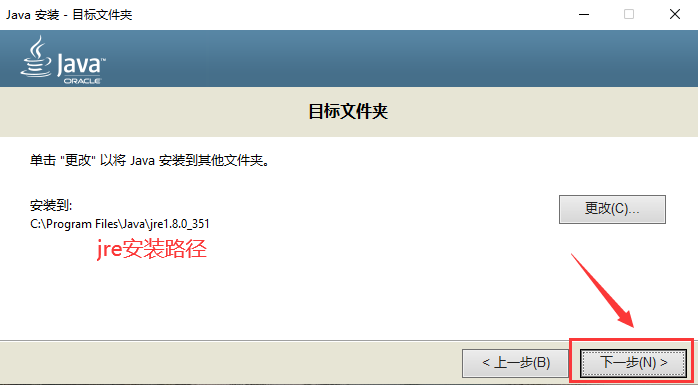 Java 安装 - 目标文件夹
Java™
ORACLE
目标文件夹
单击 "更改" 以将 Java 安装到其他文件夹。
安装到:
C:\Program Files\Java\jre1.8.0_351
更改(C)...
jre安装路径
< 上一步(B)
下一步(N) >